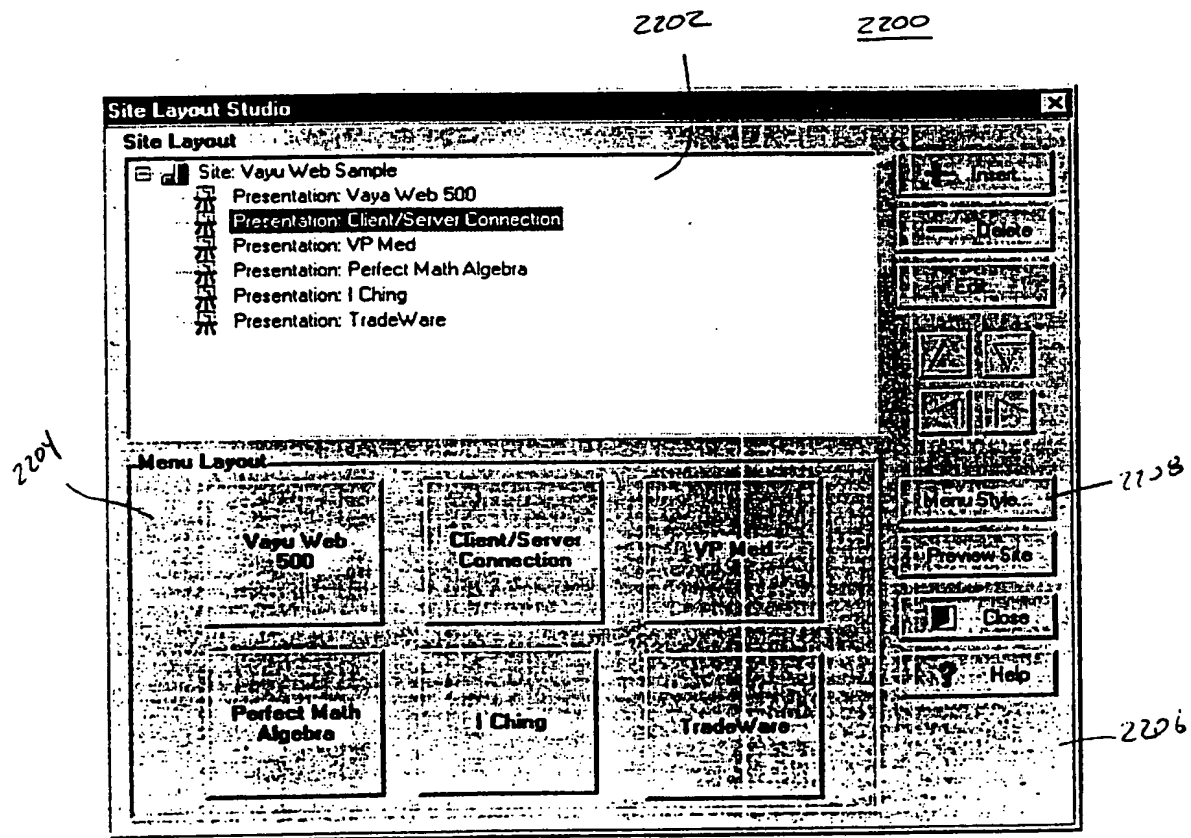 2202
2200
Site Layout Studio
Site Layout
Site: Vayu Web Sample
Presentation: Vaya Web 500
Presentation: Client/Server Connection
Presentation: VP Med
Presentation: Perfect Math Algebra
Presentation: I Ching
Presentation: TradeWare
Insert...
Delete
Edit...
2204
Menu Layout
Vayu Web
500
Client/Server
Connection
VP Med
Perfect Math
Algebra
I Ching
TradeWare
Menu Style...
2208
Preview Site
Close
? Help
2206